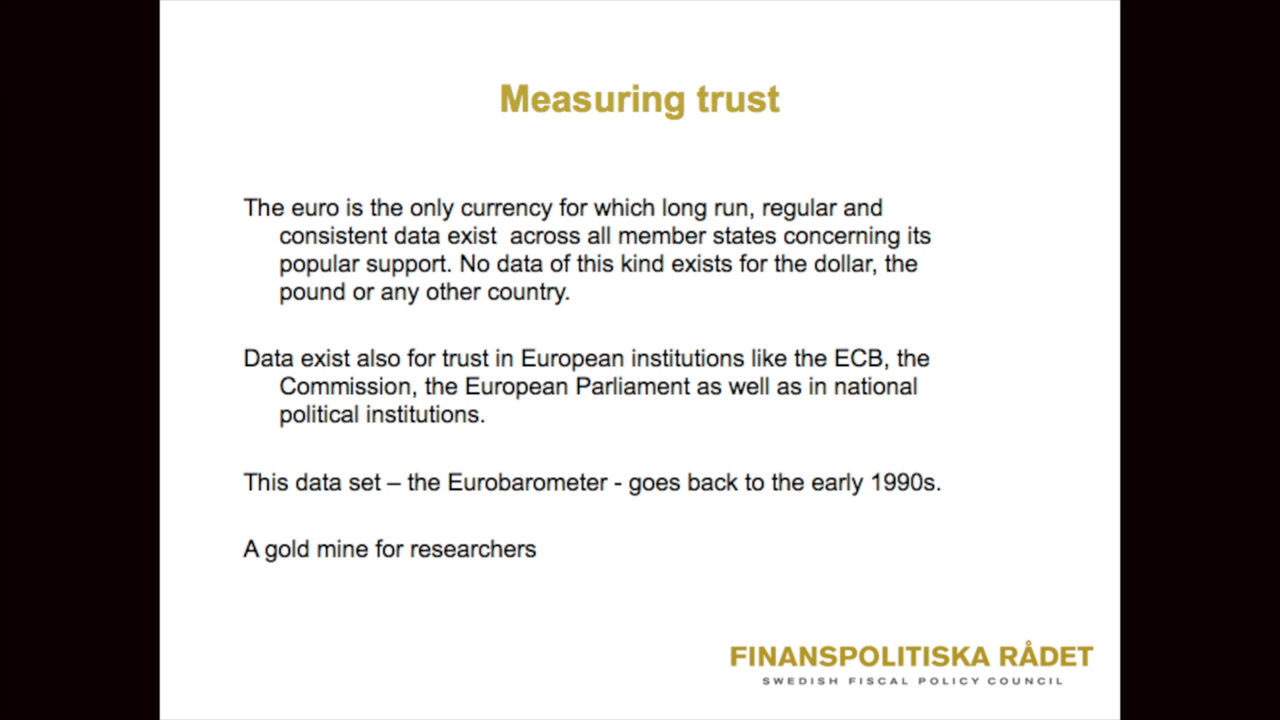 Measuring trust
The euro is the only currency for which long run, regular and
consistent data exist  across all member states concerning its
popular support. No data of this kind exists for the dollar, the
pound or any other country.
Data exist also for trust in European institutions like the ECB, the
Commission, the European Parliament as well as in national
political institutions.
This data set – the Eurobarometer - goes back to the early 1990s.
A gold mine for researchers
FINANSPOLITISKA RÅDET
SWEDISH FISCAL POLICY COUNCIL